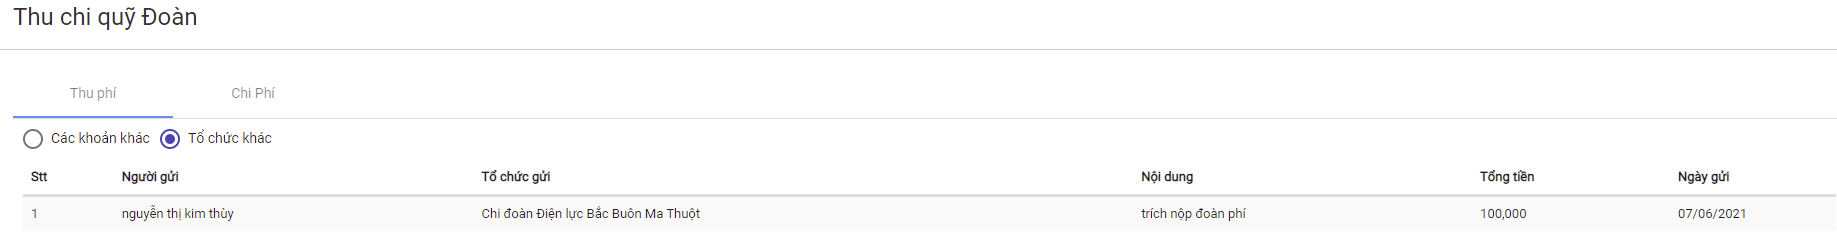 Thu chi quỹ Đoàn
Thu phí Chi Phí
Các khoản khác Tổ chức khác
Stt Người gửi Tổ chức gửi Nội dung Tổng tiền Ngày gửi
1 nguyễn thị kim thùy Chi đoàn Điện lực Bắc Buôn Ma Thuột trích nộp đoàn phí 100,000 07/06/2021